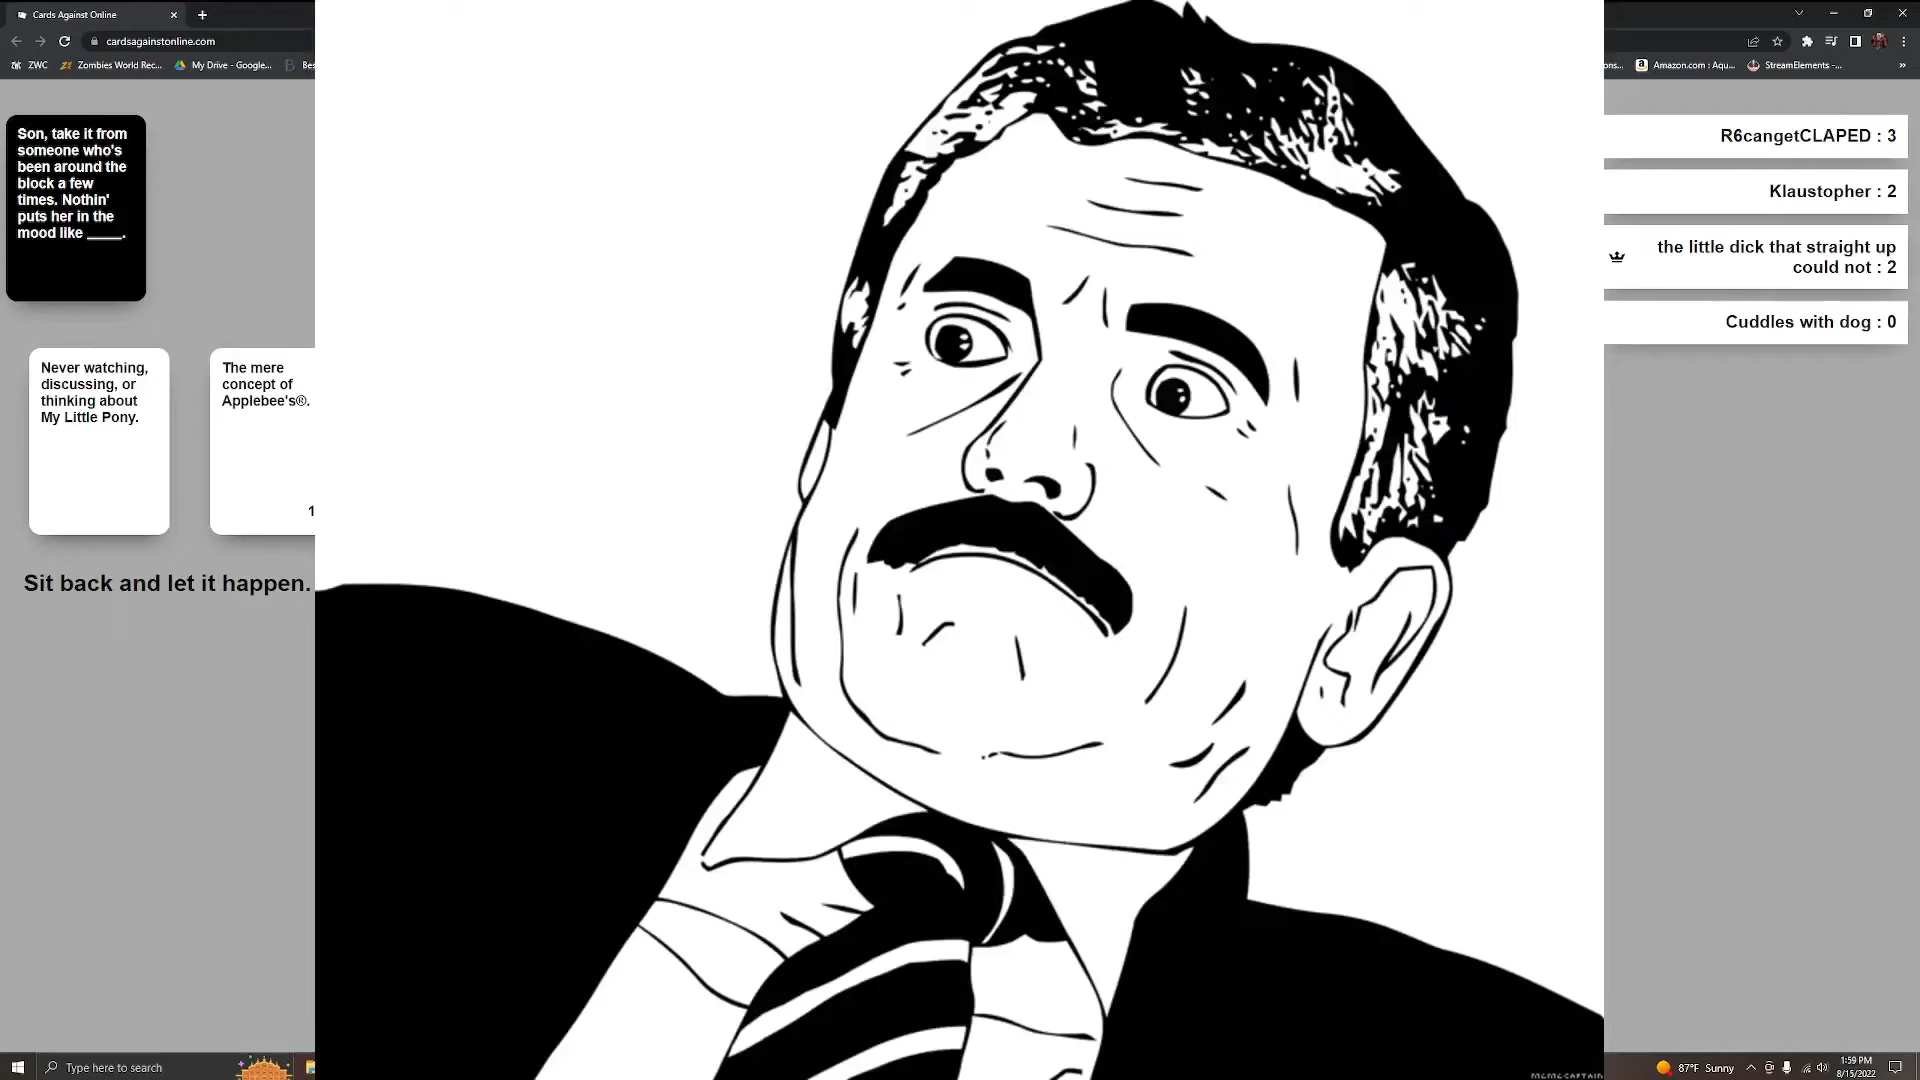 Cards Against Online
cardsagainstonline.com
ZWC
Zombies World Rec...
My Drive - Google...
Bes
ons...
Amazon.com : Aqu...
StreamElements -...
Son, take it from
someone who's
been around the
block a few
times. Nothin'
puts her in the
mood like _____.
R6cangetCLAPED : 3
Klaustopher : 2
the little dick that straight up
could not : 2
Cuddles with dog : 0
Never watching,
discussing, or
thinking about
My Little Pony.
The mere
concept of
Applebee's®.
1
Sit back and let it happen.
MEMECAPTAIN
Type here to search
87°F Sunny
1:59 PM
8/15/2022